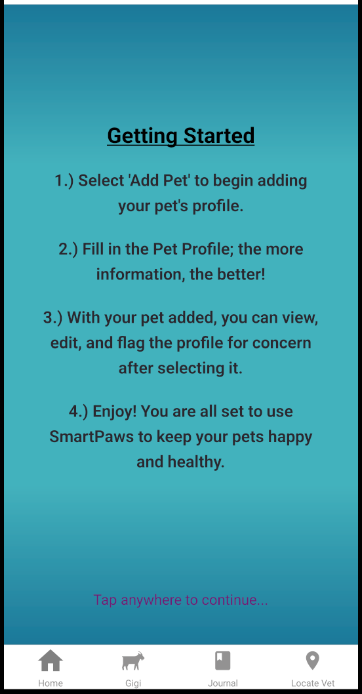 Getting Started
1.) Select 'Add Pet' to begin adding
your pet's profile.
2.) Fill in the Pet Profile; the more
information, the better!
3.) With your pet added, you can view,
edit, and flag the profile for concern
after selecting it.
4.) Enjoy! You are all set to use
SmartPaws to keep your pets happy
and healthy.
Tap anywhere to continue...
Home Gigi Journal Locate Vet